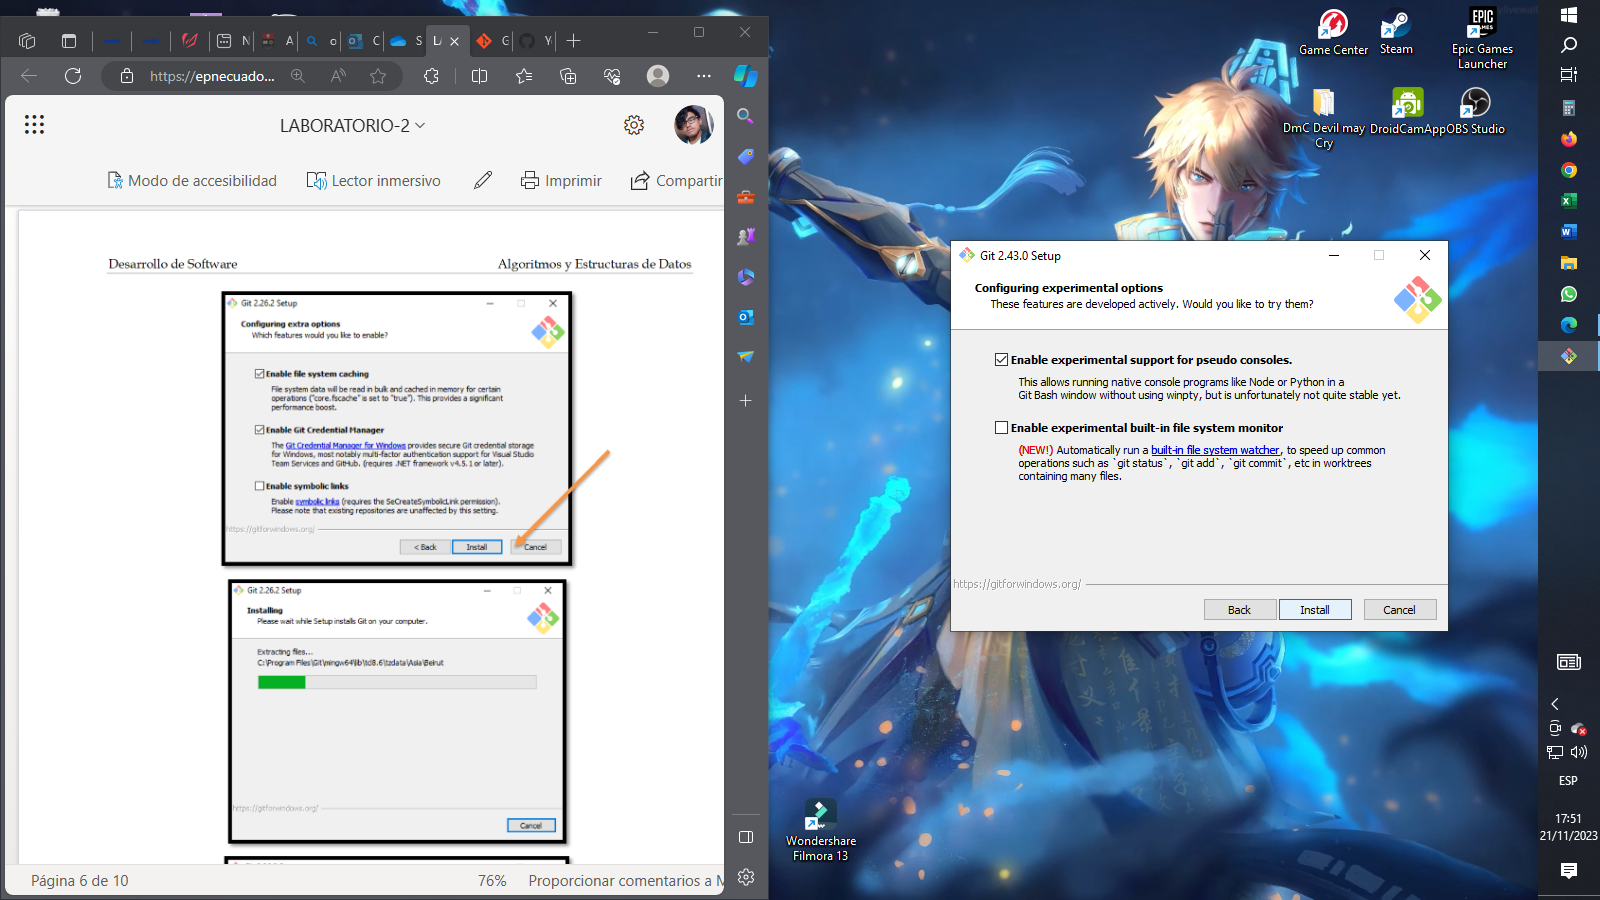 https://epnecuado...
LABORATORIO-2
Modo de accesibilidad
Lector inmersivo
Imprimir
Compartir
Desarrollo de Software
Algoritmos y Estructuras de Datos
Git 2.26.2 Setup
Configuring extra options
Which features would you like to enable?
Enable file system caching
File system data will be read in bulk and cached in memory for certain
operations ("core.fscache" is set to "true"). This provides a significant
performance boost.
Enable Git Credential Manager
The Git Credential Manager for Windows provides secure Git credential storage
for Windows, most notably multi-factor authentication support for Visual Studio
Team Services and GitHub. (requires .NET framework v4.5.1 or later).
Enable symbolic links
Enable symbolic links (requires the SeCreateSymbolicLink permission).
Please note that existing repositories are unaffected by this setting.
https://gitforwindows.org/
< Back
Install
Cancel
Git 2.26.2 Setup
Installing
Please wait while Setup installs Git on your computer.
Extracting files...
C:\Program Files\Git\mingw64\lib\tcl8.6\tzdata\Asia\Beirut
https://gitforwindows.org/
Cancel
Página 6 de 10
76%
Proporcionar comentarios a M
Game Center
Steam
Epic Games
Launcher
DmC Devil may
Cry
DroidCamApp
OBS Studio
Git 2.43.0 Setup
Configuring experimental options
These features are developed actively. Would you like to try them?
Enable experimental support for pseudo consoles.
This allows running native console programs like Node or Python in a
Git Bash window without using winpty, but is unfortunately not quite stable yet.
Enable experimental built-in file system monitor
(NEW!) Automatically run a built-in file system watcher, to speed up common
operations such as `git status`, `git add`, `git commit`, etc in worktrees
containing many files.
https://gitforwindows.org/
Back
Install
Cancel
Wondershare
Filmora 13
ESP
17:51
21/11/2023